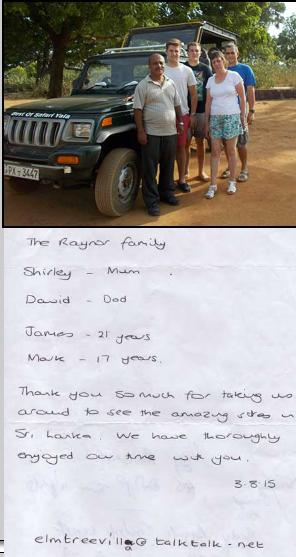 Best Of Safari Yala
PX-3447
The Raynor family
Shirley - Mum
David - Dad
James - 21 years
Mark - 17 years.
Thank you so much for taking us
around to see the amazing sites in
Sri Lanka. We have thoroughly
enjoyed our time with you.
3.8.15
elmtreevilla@talktalk.net